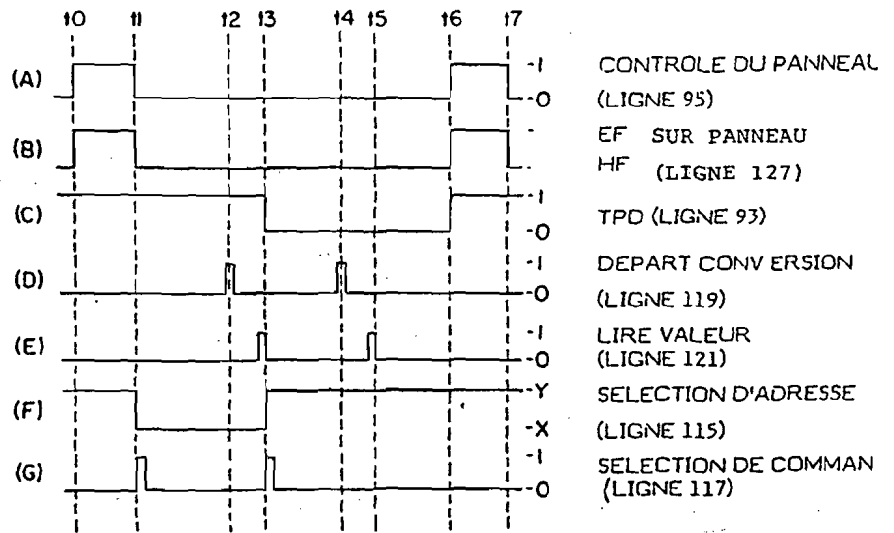 t0 t1 t2 t3 t4 t5 t6 t7
(A) -1 CONTROLE DU PANNEAU
-0 (LIGNE 95)
(B) - EF SUR PANNEAU
- HF (LIGNE 127)
(C) -1
-0 TPD (LIGNE 93)
(D) -1 DEPART CONV ERSION
-0 (LIGNE 119)
(E) -1 LIRE VALEUR
-0 (LIGNE 121)
(F) -Y SELECTION D'ADRESSE
-X (LIGNE 115)
(G) -1 SELECTION DE COMMAN
-0 (LIGNE 117)